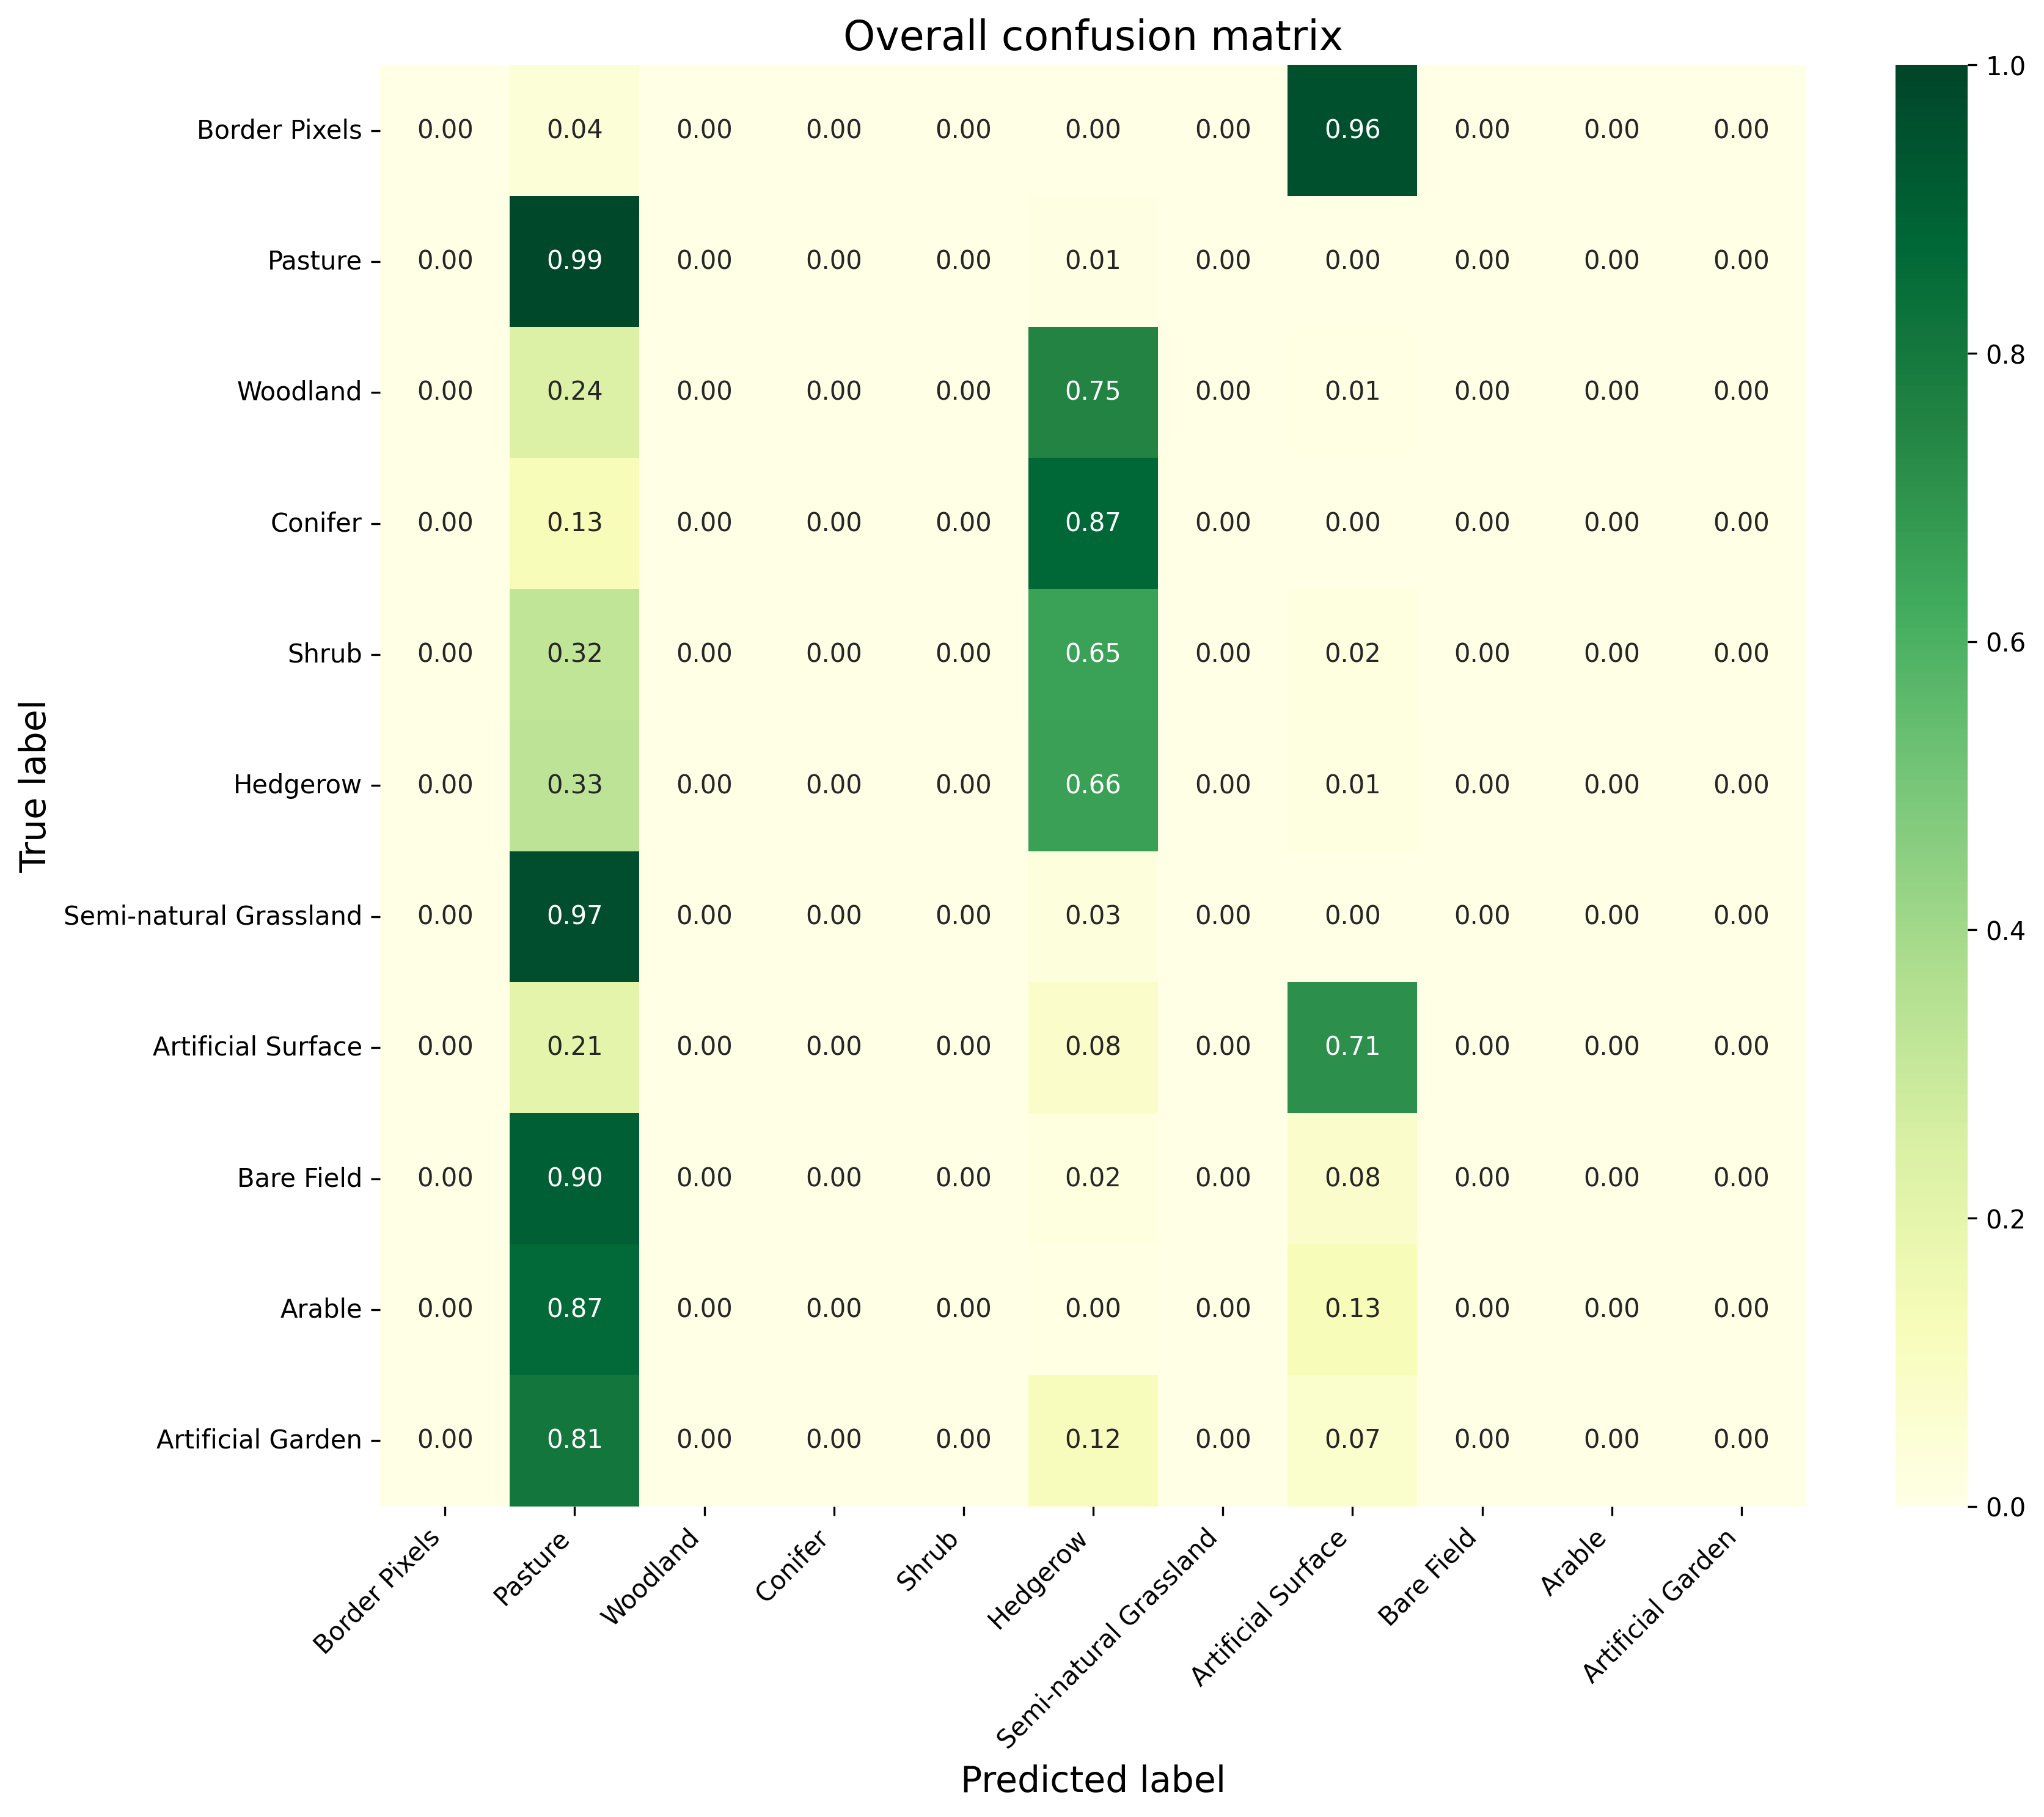 Overall confusion matrix
True label
Border Pixels 0.00 0.04 0.00 0.00 0.00 0.00 0.00 0.96 0.00 0.00 0.00
Pasture 0.00 0.99 0.00 0.00 0.00 0.01 0.00 0.00 0.00 0.00 0.00
Woodland 0.00 0.24 0.00 0.00 0.00 0.75 0.00 0.01 0.00 0.00 0.00
Conifer 0.00 0.13 0.00 0.00 0.00 0.87 0.00 0.00 0.00 0.00 0.00
Shrub 0.00 0.32 0.00 0.00 0.00 0.65 0.00 0.02 0.00 0.00 0.00
Hedgerow 0.00 0.33 0.00 0.00 0.00 0.66 0.00 0.01 0.00 0.00 0.00
Semi-natural Grassland 0.00 0.97 0.00 0.00 0.00 0.03 0.00 0.00 0.00 0.00 0.00
Artificial Surface 0.00 0.21 0.00 0.00 0.00 0.08 0.00 0.71 0.00 0.00 0.00
Bare Field 0.00 0.90 0.00 0.00 0.00 0.02 0.00 0.08 0.00 0.00 0.00
Arable 0.00 0.87 0.00 0.00 0.00 0.00 0.00 0.13 0.00 0.00 0.00
Artificial Garden 0.00 0.81 0.00 0.00 0.00 0.12 0.00 0.07 0.00 0.00 0.00
Border Pixels
Pasture
Woodland
Conifer
Shrub
Hedgerow
Semi-natural Grassland
Artificial Surface
Bare Field
Arable
Artificial Garden
Predicted label
1.0
0.8
0.6
0.4
0.2
0.0